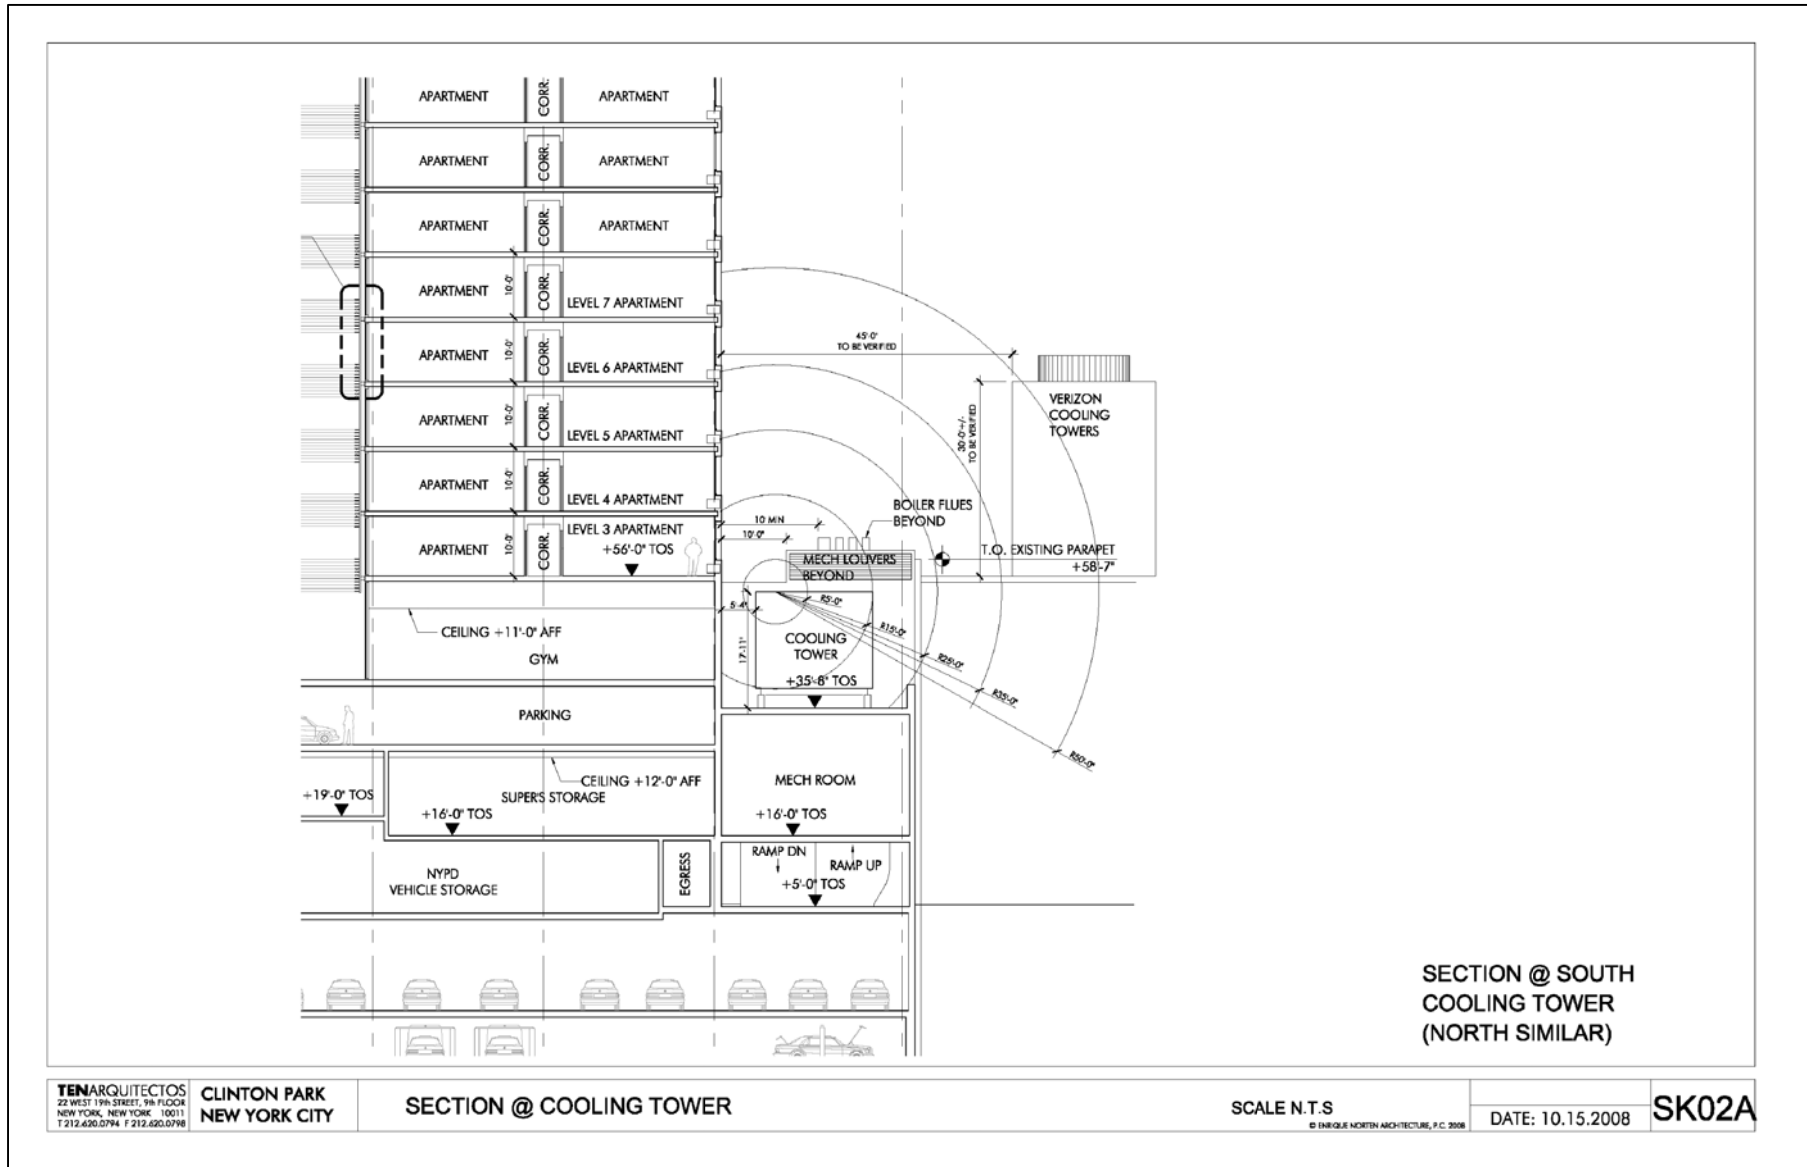 APARTMENT CORR. APARTMENT
APARTMENT CORR. APARTMENT
APARTMENT CORR. APARTMENT
APARTMENT 10'-0" CORR. LEVEL 7 APARTMENT
45'-0"
TO BE VERIFIED
APARTMENT 10'-0" CORR. LEVEL 6 APARTMENT
VERIZON
COOLING
TOWERS
30'-0"+/-
TO BE VERIFIED
APARTMENT 10'-0" CORR. LEVEL 5 APARTMENT
APARTMENT 10'-0" CORR. LEVEL 4 APARTMENT
BOILER FLUES
BEYOND
10' MIN
10'-0"
APARTMENT 10'-0" CORR. LEVEL 3 APARTMENT
+56'-0" TOS
MECH LOUVERS
BEYOND
T.O. EXISTING PARAPET
+58'-7"
5'-4"
R5'-0"
R15'-0"
R25'-0"
R35'-0"
R50'-0"
CEILING +11'-0" AFF
GYM
17'-11"
COOLING
TOWER
+35'-8" TOS
PARKING
CEILING +12'-0" AFF
SUPER'S STORAGE
+19'-0" TOS
+16'-0" TOS
MECH ROOM
+16'-0" TOS
NYPD
VEHICLE STORAGE
EGRESS
RAMP DN
RAMP UP
+5'-0" TOS
SECTION @ SOUTH
COOLING TOWER
(NORTH SIMILAR)
TENARQUITECTOS
22 WEST 19th STREET, 9th FLOOR
NEW YORK, NEW YORK 10011
T 212.620.0794 F 212.620.0798
CLINTON PARK
NEW YORK CITY
SECTION @ COOLING TOWER
SCALE N.T.S
© ENRIQUE NORTEN ARCHITECTURE, P.C. 2008
DATE: 10.15.2008
SK02A